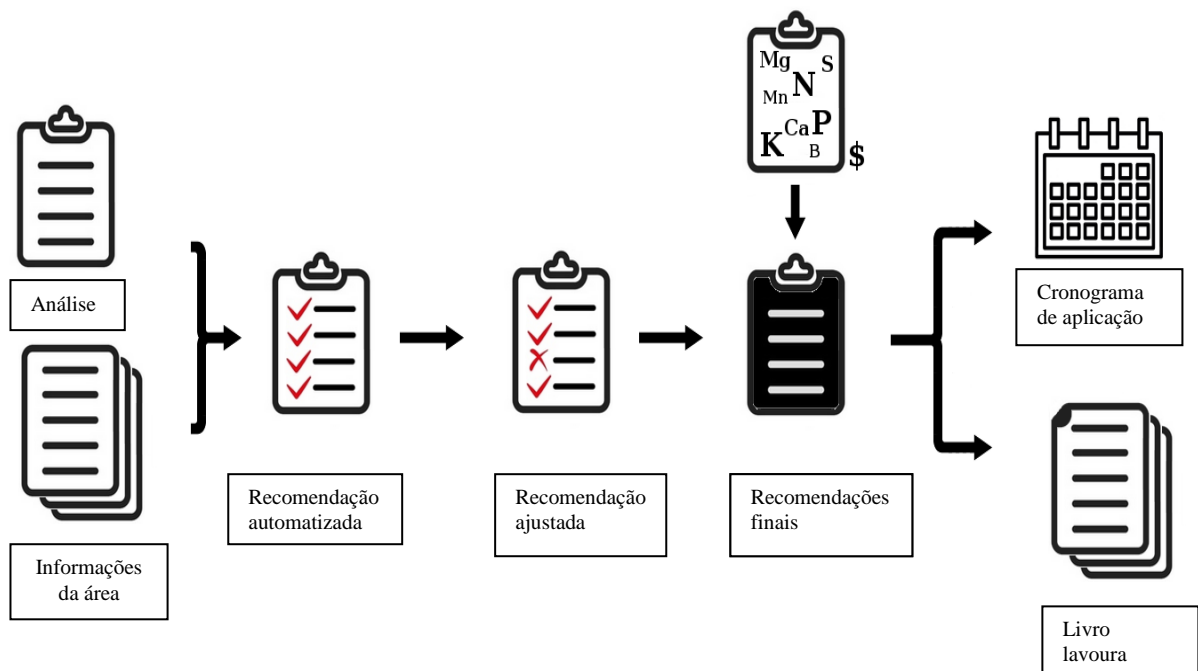 Mg S
N
Mn
Ca P
K B $
Análise
Informações
da área
Recomendação
automatizada
Recomendação
ajustada
Recomendações
finais
Cronograma
de aplicação
Livro
lavoura